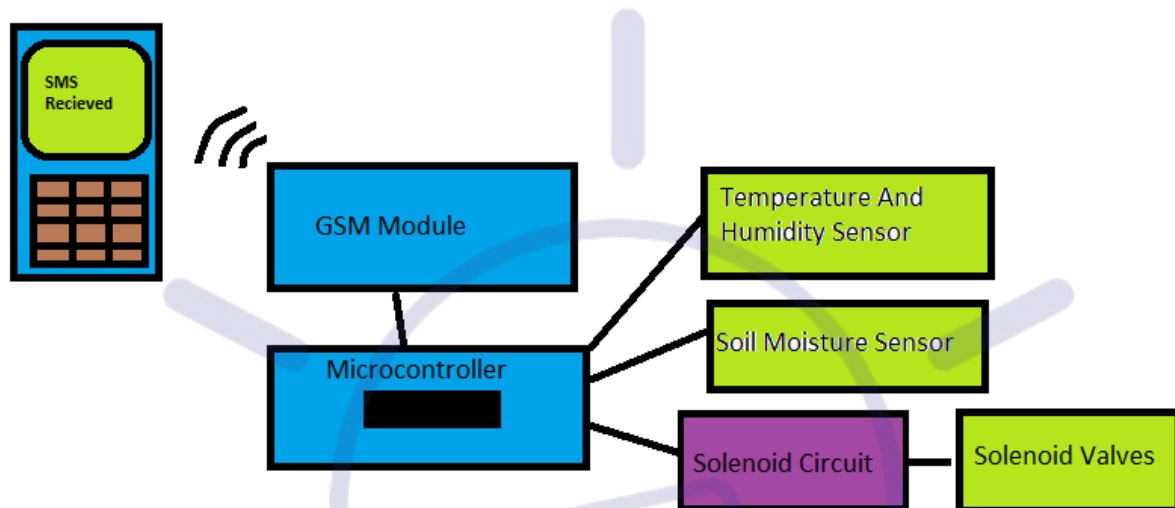 SMS
Recieved
GSM Module
Temperature And
Humidity Sensor
Soil Moisture Sensor
Microcontroller
Solenoid Circuit
Solenoid Valves